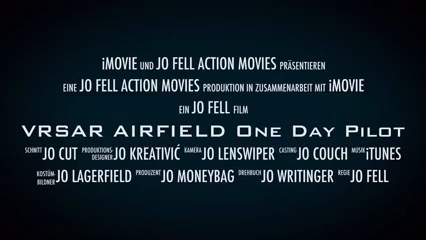 iMOVIE UND JO FELL ACTION MOVIES PRÄSENTIEREN
EINE JO FELL ACTION MOVIES PRODUKTION IN ZUSAMMENARBEIT MIT iMOVIE
EIN JO FELL FILM
VRSAR AIRFIELD ONE DAY PILOT
SCHNITT JO CUT PRODUKTIONS-DESIGNER JO KREATIVIĆ KAMERA JO LENSWIPER CASTING JO COUCH MUSIK iTUNES
KOSTÜM-BILDNER JO LAGERFIELD PRODUZENT JO MONEYBAG DREHBUCH JO WRITINGER REGIE JO FELL